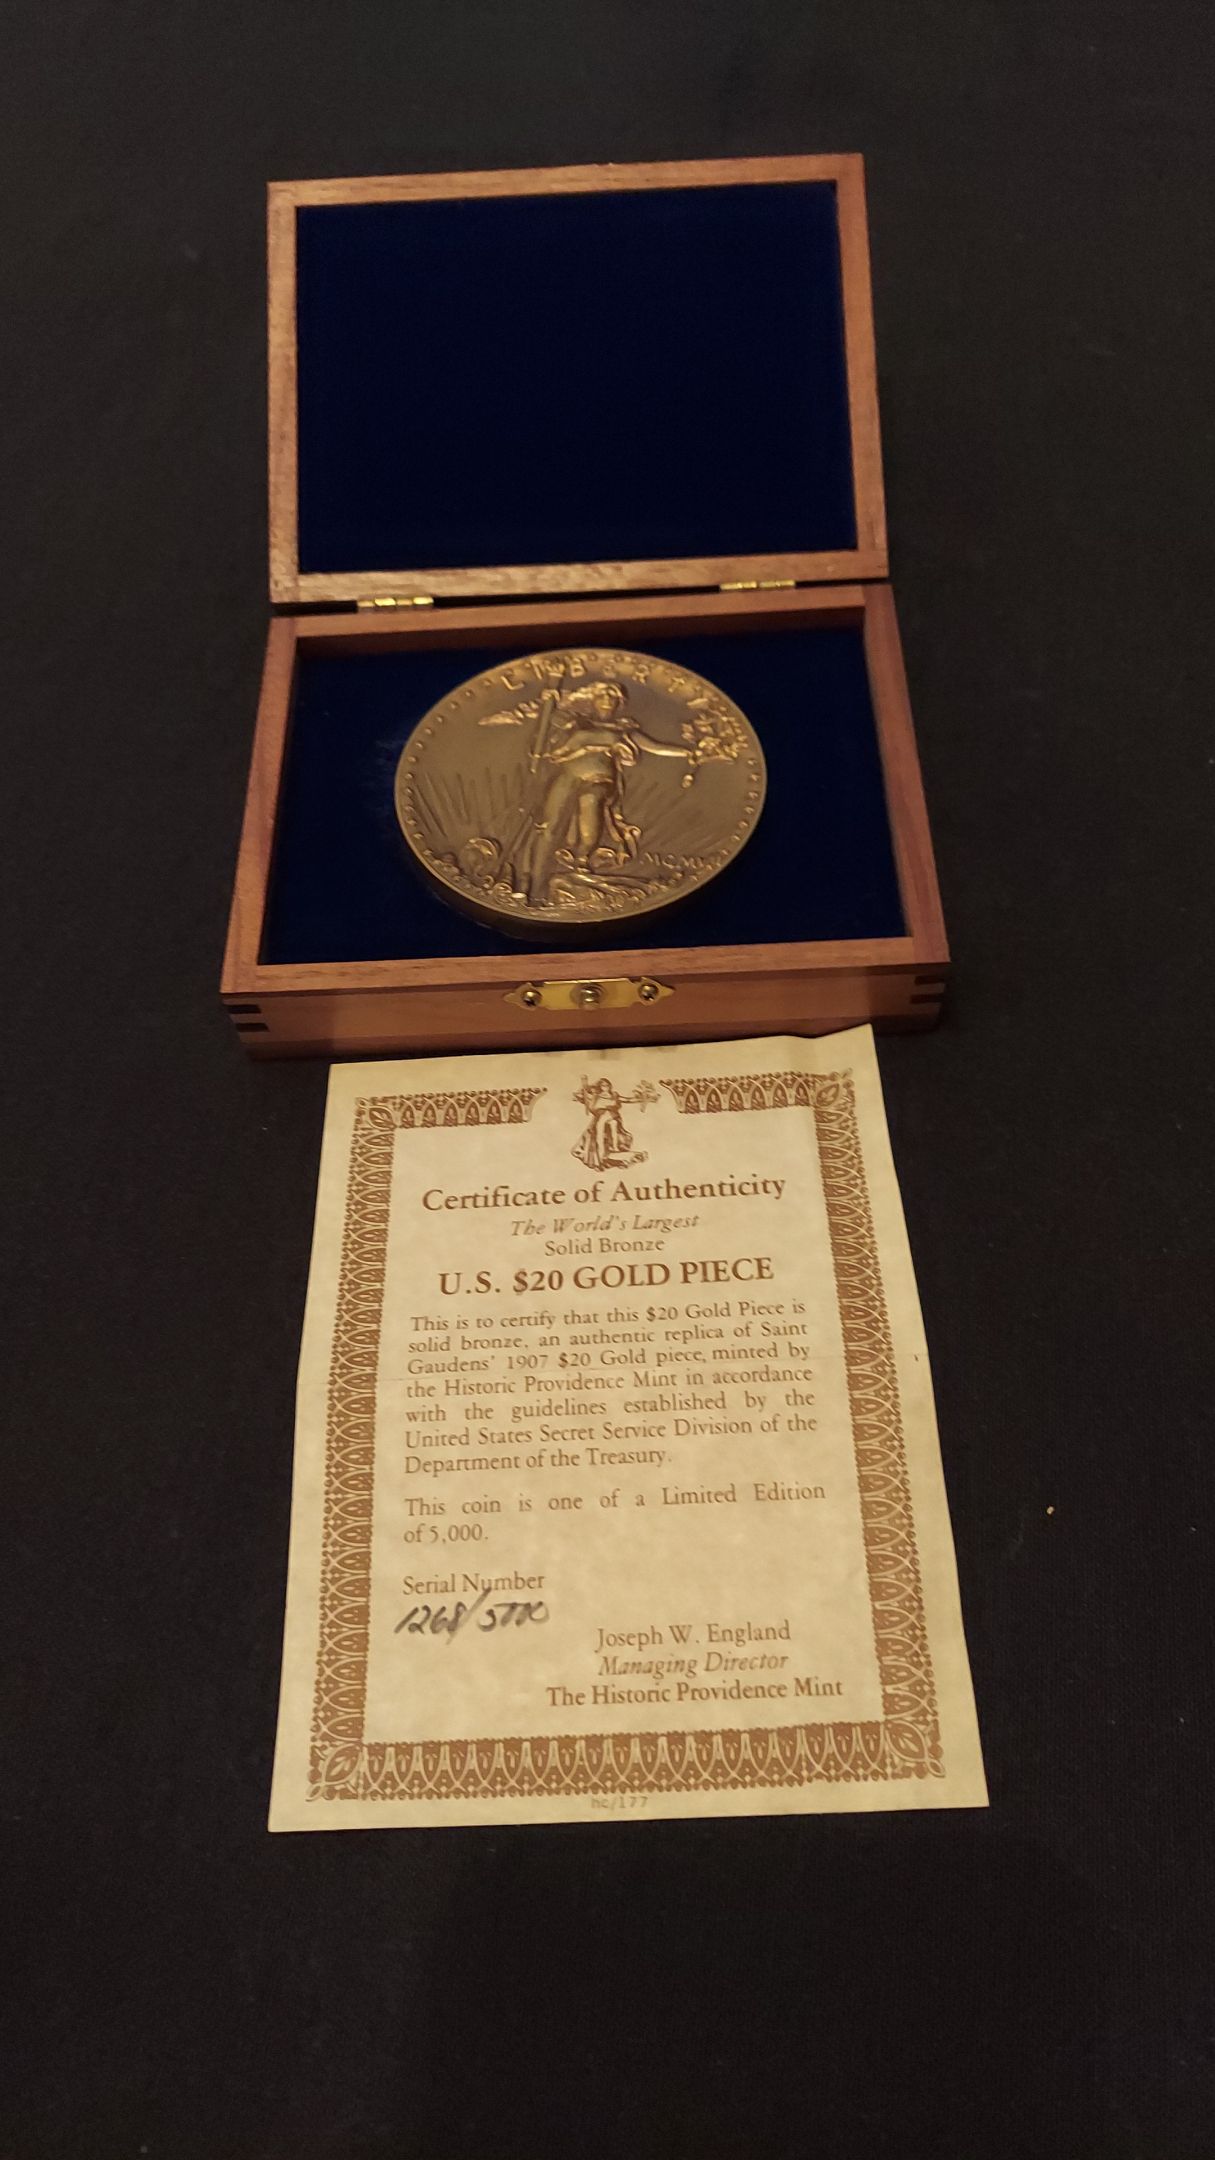 LIBERTY
MCMVII
Certificate of Authenticity
The World's Largest
Solid Bronze
U.S. $20 GOLD PIECE
This is to certify that this $20 Gold Piece is
solid bronze, an authentic replica of Saint
Gaudens' 1907 $20 Gold piece, minted by
the Historic Providence Mint in accordance
with the guidelines established by the
United States Secret Service Division of the
Department of the Treasury.
This coin is one of a Limited Edition
of 5,000.
Serial Number
1268/5000
Joseph W. England
Managing Director
The Historic Providence Mint
hc/177